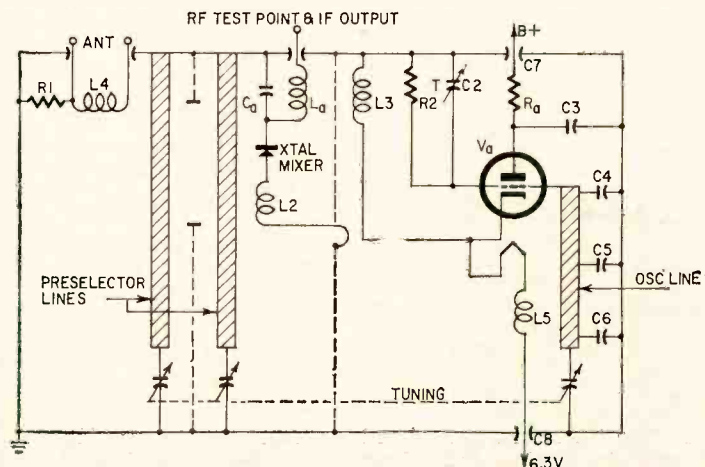 RF TEST POINT & IF OUTPUT
B+
ANT
C7
R1
L4
Ca
La
L3
R2
T
C2
Ra
C3
Va
XTAL
MIXER
C4
L2
C5
PRESELECTOR
LINES
OSC LINE
L5
C6
TUNING
C8
6.3V